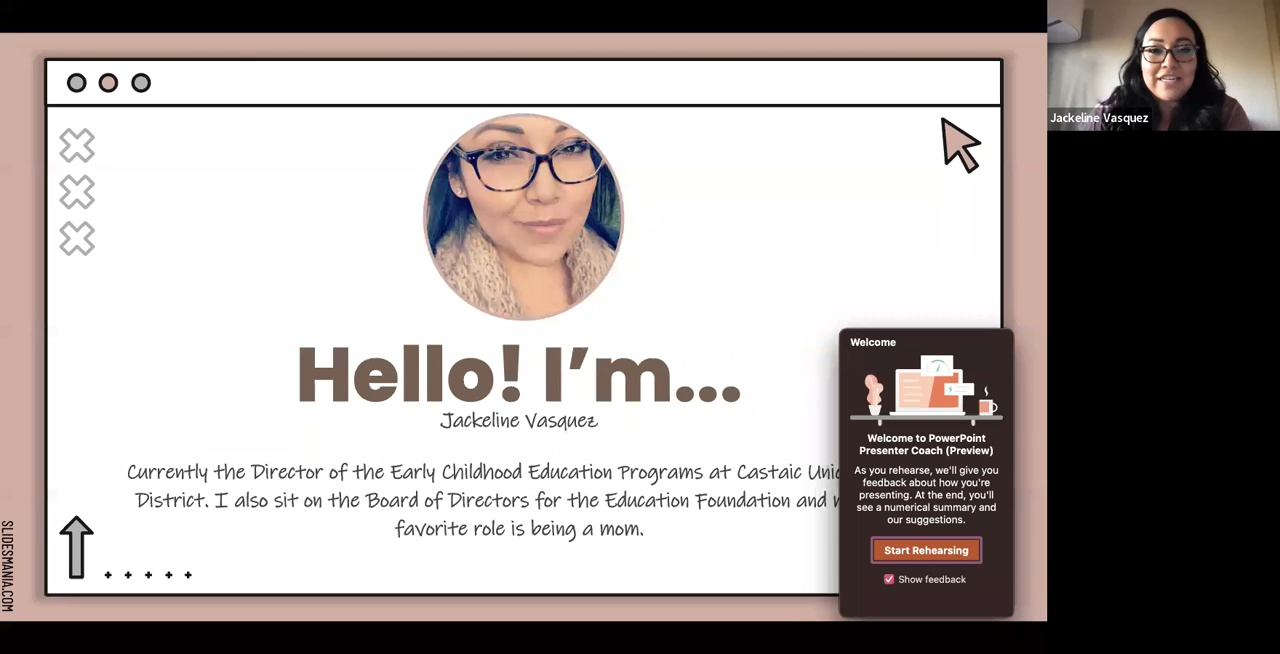 Jackeline Vasquez
Hello! I'm...
Jackeline Vasquez
Currently the Director of the Early Childhood Education Programs at Castaic
District. I also sit on the Board of Directors for the Education Foundation and
favorite role is being a mom.
SLIDESMANIA.COM
Welcome
Welcome to PowerPoint
Presenter Coach (Preview)
As you rehearse, we'll give you
feedback about how you're
presenting. At the end, you'll
see a numerical summary and
our suggestions.
Start Rehearsing
Show feedback